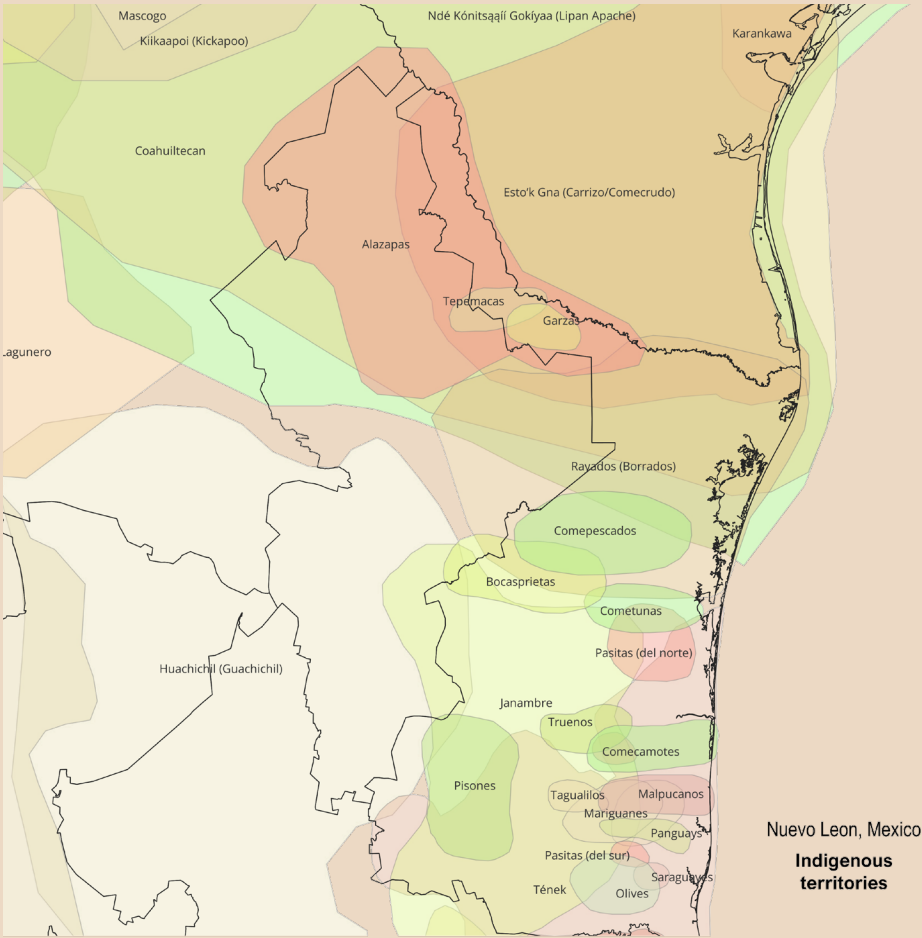 Mascogo
Ndé Kónitsąąíí Gokíyaa (Lipan Apache)
Kiikaapoi (Kickapoo)
Karankawa
Coahuiltecan
Esto'k Gna (Carrizo/Comecrudo)
Alazapas
Tepemacas
Garzas
Lagunero
Rayados (Borrados)
Comepescados
Bocasprietas
Cometunas
Pasitas (del norte)
Huachichil (Guachichil)
Janambre
Truenos
Comecamotes
Pisones
Tagualilos
Malpucanos
Mariguanes
Panguays
Pasitas (del sur)
Saraguayes
Tének
Olives
Nuevo Leon, Mexico
Indigenous
territories